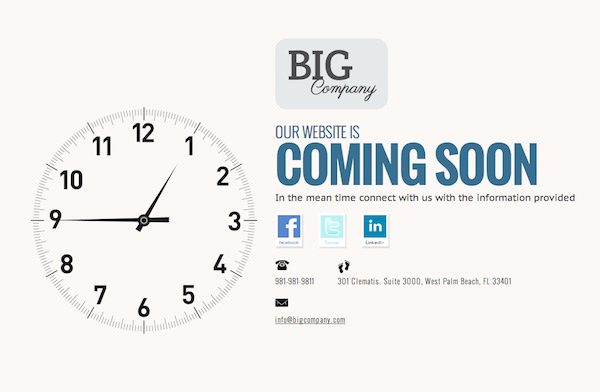 BIG
Company
OUR WEBSITE IS
COMING SOON
In the mean time connect with us with the information provided
facebook
Twitter
LinkedIn
981-981-9811
301 Clematis. Suite 3000, West Palm Beach, FL 33401
info@bigcompany.com
12
1
2
3
4
5
6
7
8
9
10
11